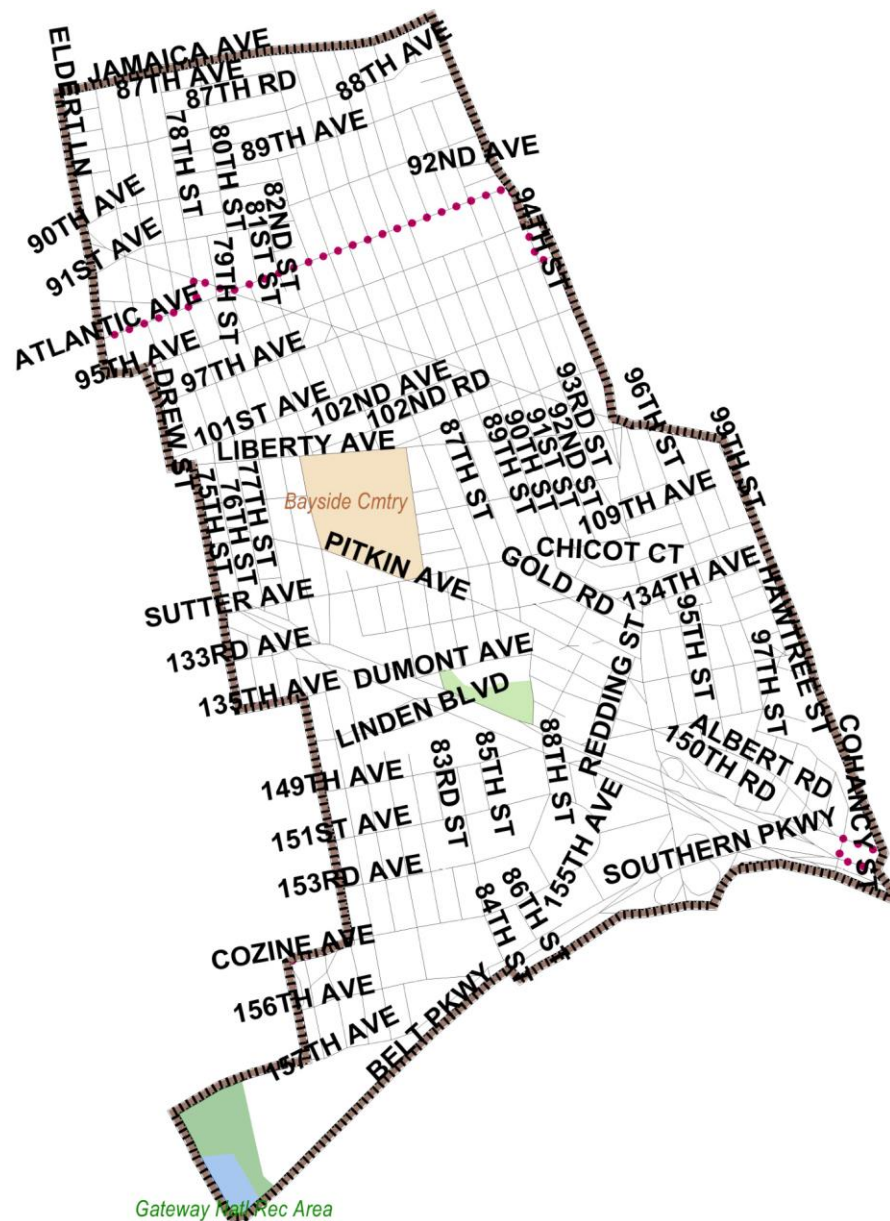 ELDERT LN
JAMAICA AVE
87TH AVE
87TH RD
88TH AVE
78TH ST
80TH ST
89TH AVE
92ND AVE
90TH AVE
91ST AVE
81ST ST
82ND ST
79TH ST
94TH ST
ATLANTIC AVE
95TH AVE
97TH AVE
DREW ST
101ST AVE
102ND AVE
102ND RD
LIBERTY AVE
87TH ST
89TH ST
90TH ST
91ST ST
92ND ST
93RD ST
96TH ST
99TH ST
75TH ST
76TH ST
77TH ST
Bayside Cmtry
109TH AVE
PITKIN AVE
CHICOT CT
GOLD RD
134TH AVE
SUTTER AVE
133RD AVE
135TH AVE
DUMONT AVE
LINDEN BLVD
REDDING ST
95TH ST
97TH ST
HAWTREE ST
149TH AVE
83RD ST
85TH ST
88TH ST
ALBERT RD
150TH RD
COHANCY ST
151ST AVE
153RD AVE
155TH AVE
SOUTHERN PKWY
84TH ST
86TH ST
COZINE AVE
156TH AVE
157TH AVE
BELT PKWY
Gateway Natl Rec Area